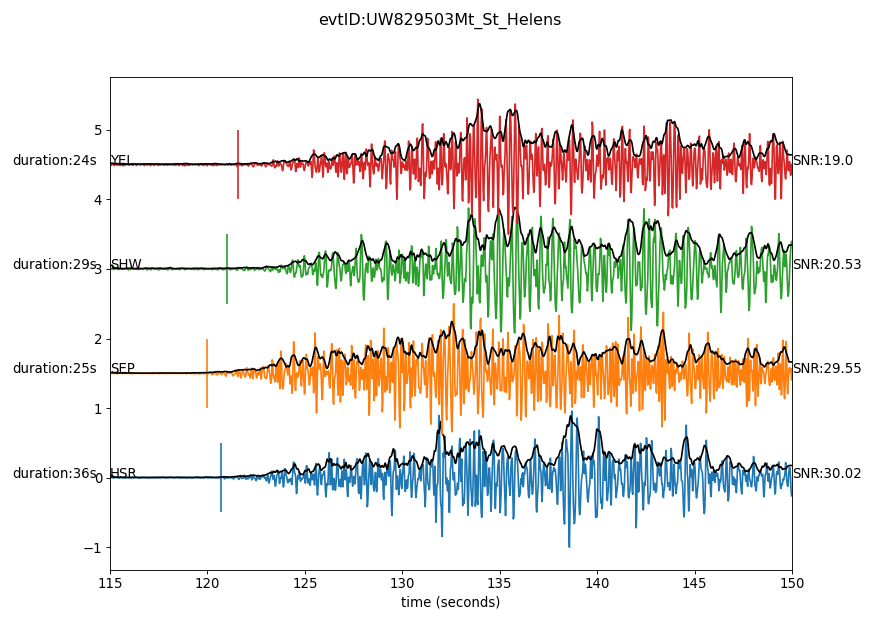 evtID:UW829503Mt_St_Helens
5
duration:24s YEL SNR:19.0
4
duration:29s 3 SHW SNR:20.53
2
duration:25s SEP SNR:29.55
1
duration:36s 0 HSR SNR:30.02
−1
115 120 125 130 135 140 145 150
time (seconds)